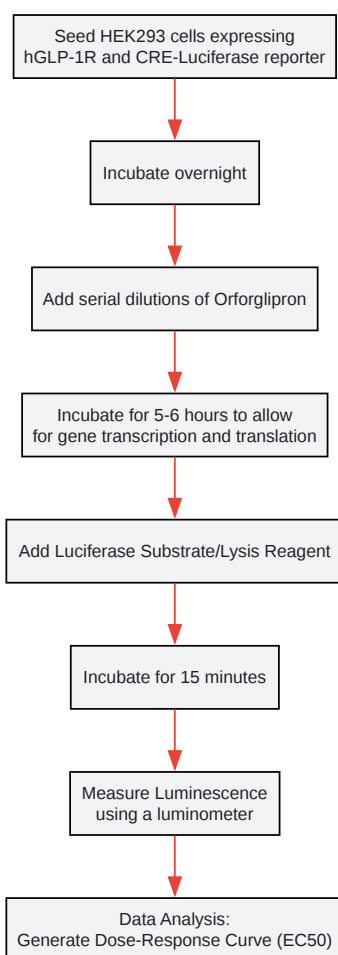 Seed HEK293 cells expressing
hGLP-1R and CRE-Luciferase reporter
Incubate overnight
Add serial dilutions of Orforglipron
Incubate for 5-6 hours to allow
for gene transcription and translation
Add Luciferase Substrate/Lysis Reagent
Incubate for 15 minutes
Measure Luminescence
using a luminometer
Data Analysis:
Generate Dose-Response Curve (EC50)